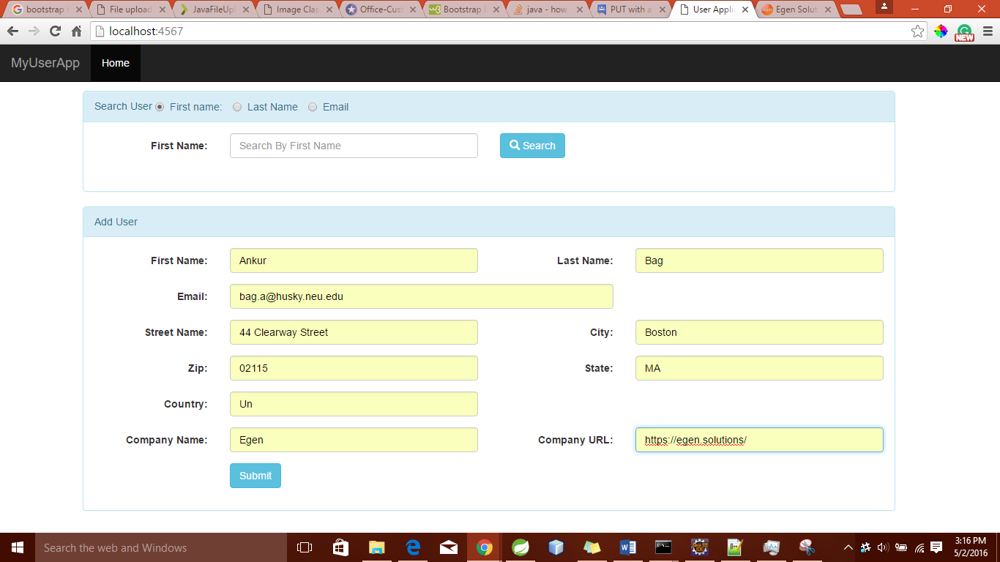 bootstrap
File upload
JavaFileUpl
Image Clas
Office-Cust
Bootstrap
java - how
PUT with a
User Applic
Egen Solut
localhost:4567
NEW
MyUserApp Home
Search User First name: Last Name Email
First Name: Search By First Name Search
Add User
First Name: Ankur Last Name: Bag
Email: bag.a@husky.neu.edu
Street Name: 44 Clearway Street City: Boston
Zip: 02115 State: MA
Country: Un
Company Name: Egen Company URL: https://egen.solutions/
Submit
Search the web and Windows
3:16 PM
5/2/2016